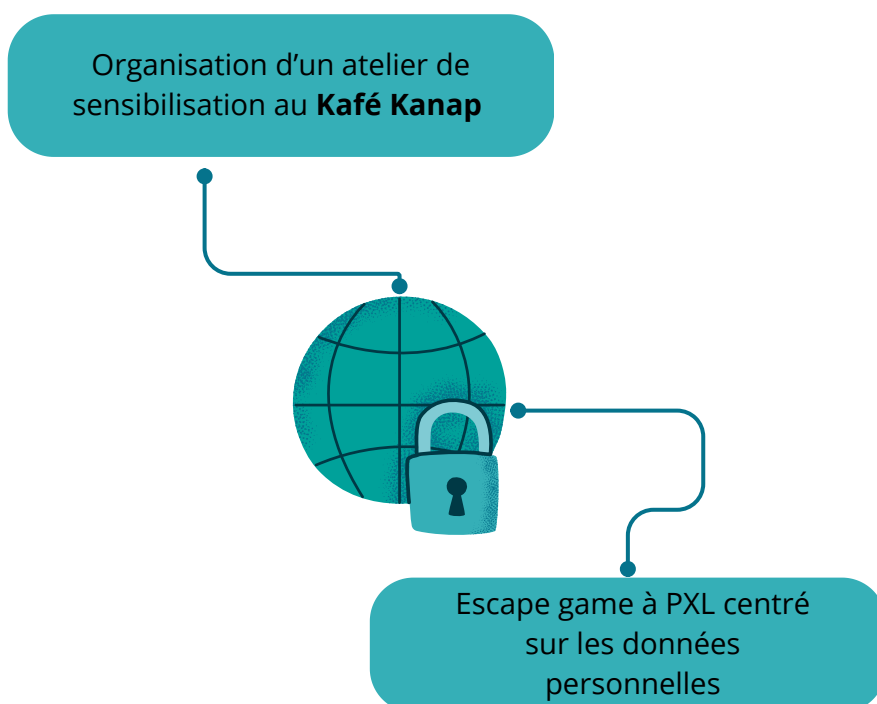 Organisation d’un atelier de
sensibilisation au Kafé Kanap
Escape game à PXL centré
sur les données
personnelles